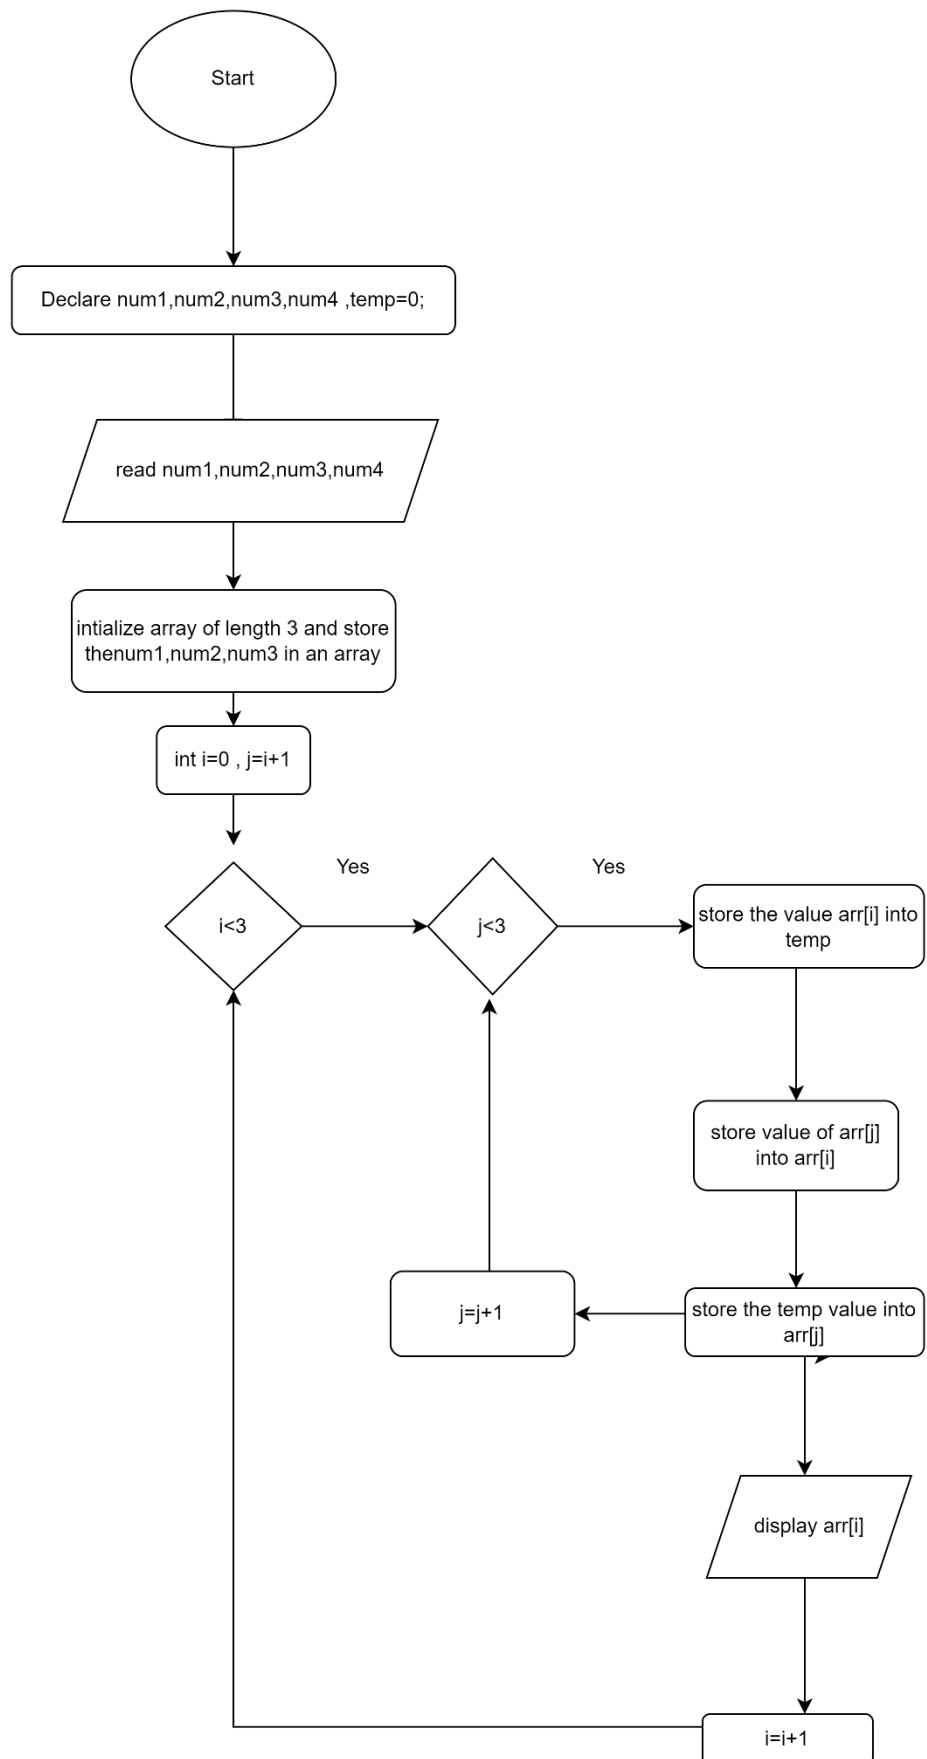 Start
Declare num1,num2,num3,num4 ,temp=0;
read num1,num2,num3,num4
intialize array of length 3 and store
thenum1,num2,num3 in an array
int i=0 , j=i+1
Yes
Yes
i<3
j<3
store the value arr[i] into
temp
store value of arr[j]
into arr[i]
store the temp value into
arr[j]
j=j+1
display arr[i]
i=i+1